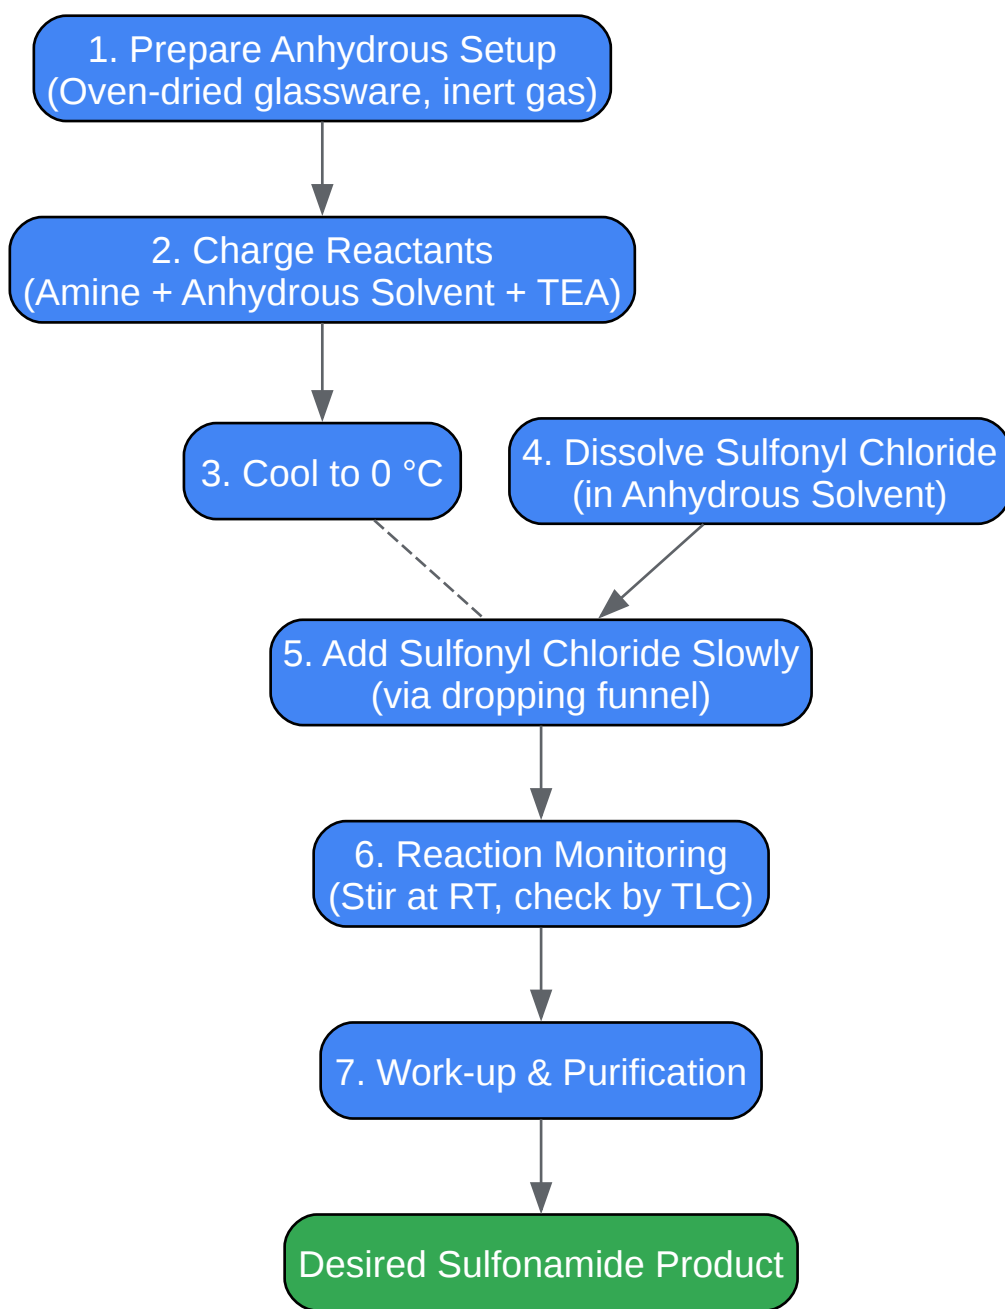 1. Prepare Anhydrous Setup
(Oven-dried glassware, inert gas)
2. Charge Reactants
(Amine + Anhydrous Solvent + TEA)
3. Cool to 0 °C
4. Dissolve Sulfonyl Chloride
(in Anhydrous Solvent)
5. Add Sulfonyl Chloride Slowly
(via dropping funnel)
6. Reaction Monitoring
(Stir at RT, check by TLC)
7. Work-up & Purification
Desired Sulfonamide Product